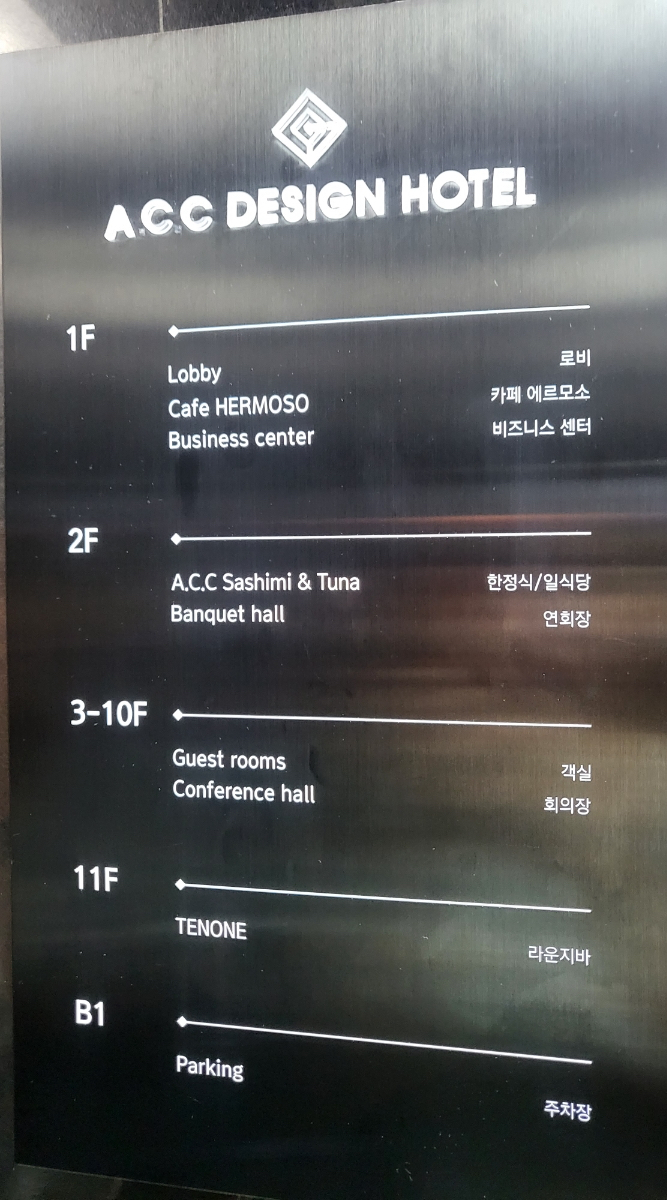 A.C.C DESIGN HOTEL
1F
Lobby 로비
Cafe HERMOSO 카페 에르모소
Business center 비즈니스 센터
2F
A.C.C Sashimi & Tuna 한정식/일식당
Banquet hall 연회장
3-10F
Guest rooms 객실
Conference hall 회의장
11F
TENONE 라운지바
B1
Parking 주차장